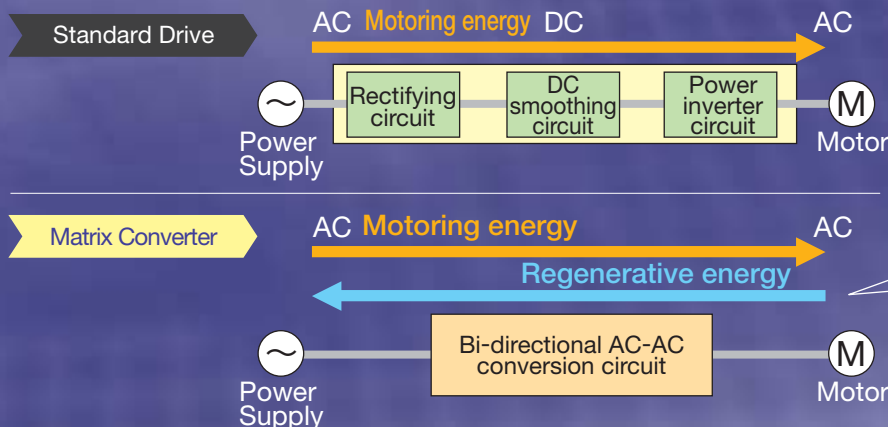 Standard Drive
AC Motoring energy DC AC
Rectifying
circuit
DC
smoothing
circuit
Power
inverter
circuit
~
Power
Supply
M
Motor
Matrix Converter
AC Motoring energy AC
Regenerative energy
Bi-directional AC-AC
conversion circuit
~
Power
Supply
M
Motor